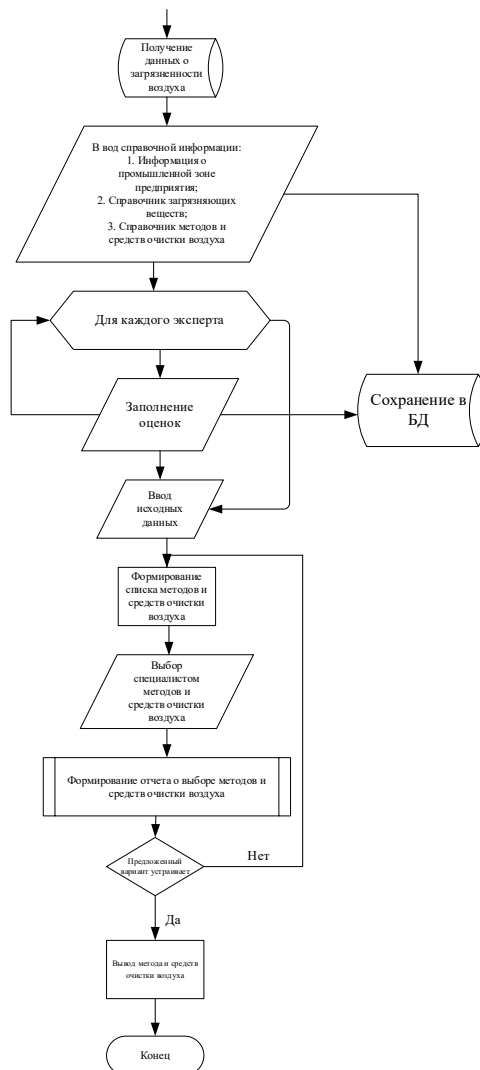 Получение
данных о
загрязненности
воздуха
В вод справочной информации:
1. Информация о
промышленной зоне
предприятия;
2. Справочник загрязняющих
веществ;
3. Справочник методов и
средств очистки воздуха
Для каждого эксперта
Заполнение
оценок
Сохранение в
БД
Ввод
исходных
данных
Формирование
списка методов и
средств очистки
воздуха
Выбор
специалистом
методов и
средств очистки
воздуха
Формирование отчета о выборе методов и
средств очистки воздуха
Предложенный
вариант устраивает
Нет
Да
Вывод метода и средств
очистки воздуха
Конец